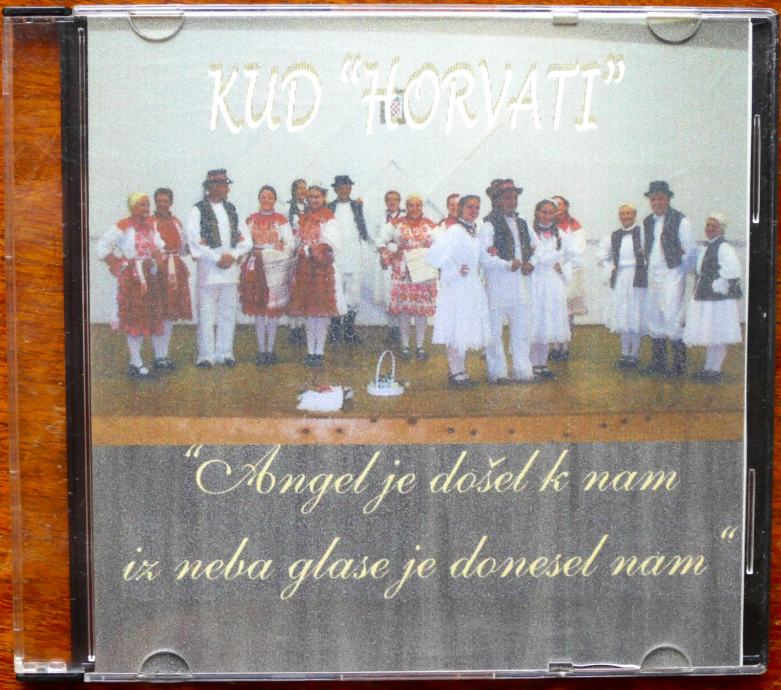 KUD "HORVATI"
"Angel je došel k nam
iz neba glase je donesel nam"